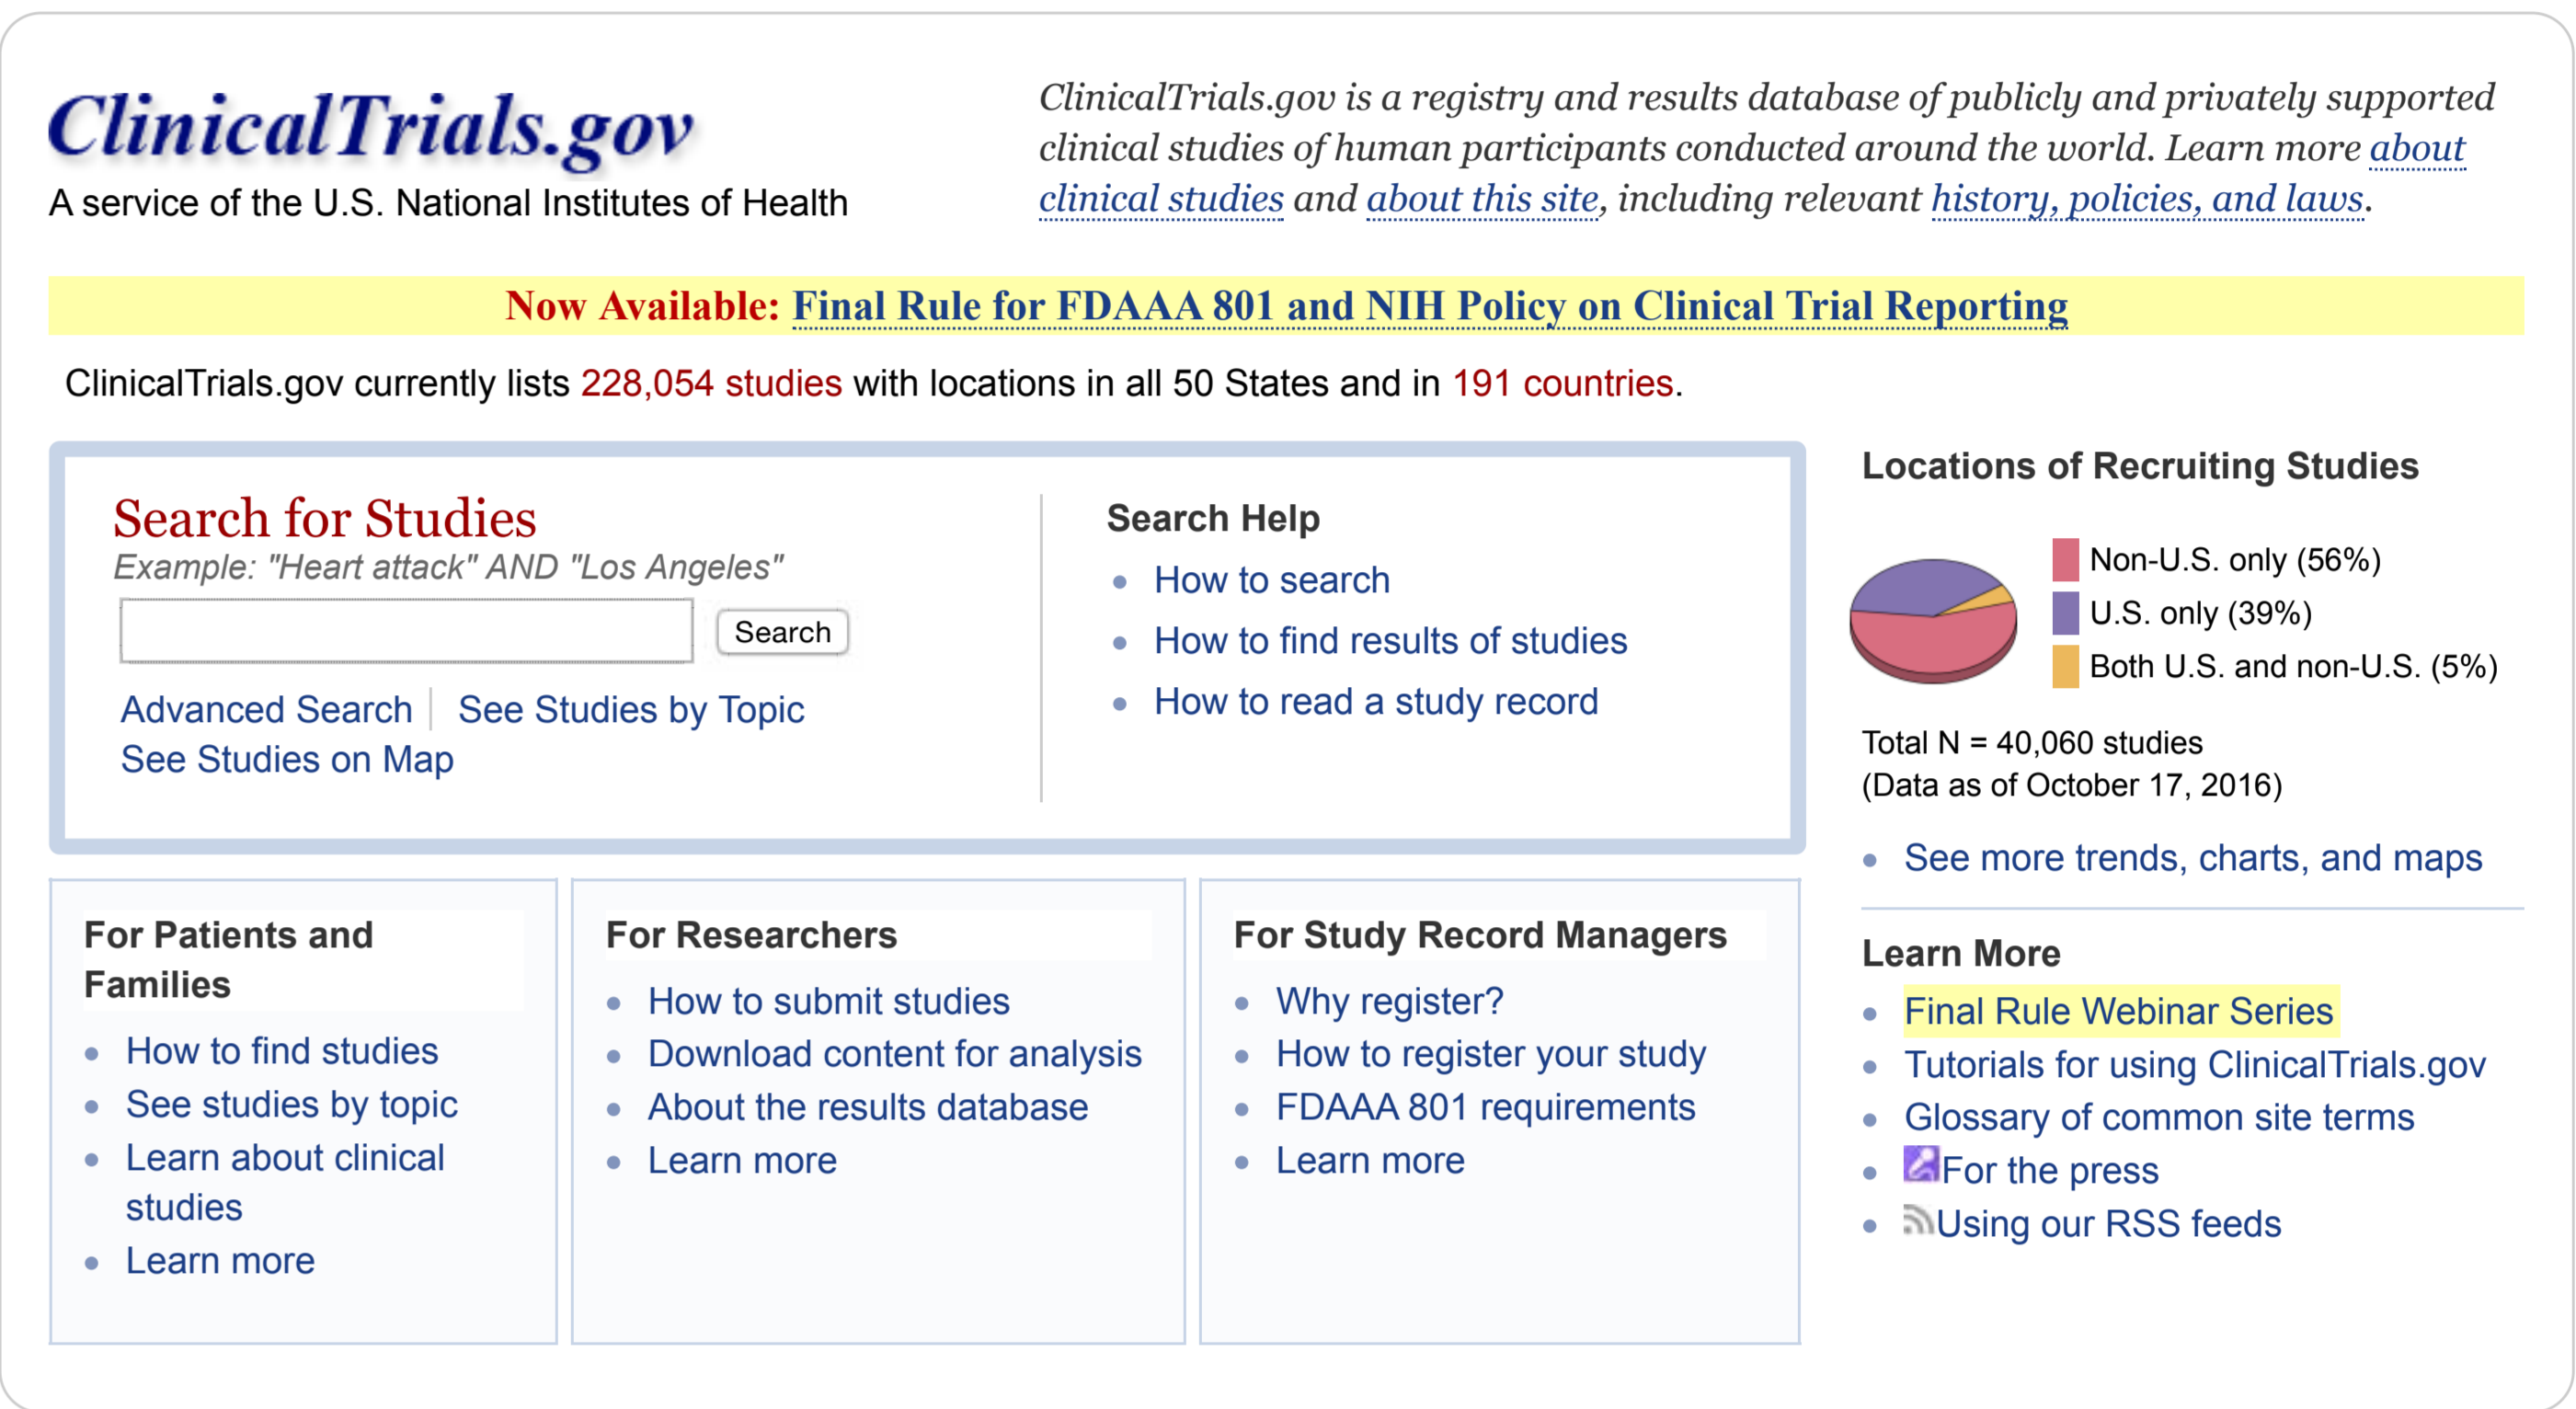 ClinicalTrials.gov
A service of the U.S. National Institutes of Health
ClinicalTrials.gov is a registry and results database of publicly and privately supported
clinical studies of human participants conducted around the world. Learn more about
clinical studies and about this site, including relevant history, policies, and laws.
Now Available: Final Rule for FDAAA 801 and NIH Policy on Clinical Trial Reporting
ClinicalTrials.gov currently lists 228,054 studies with locations in all 50 States and in 191 countries.
Search for Studies
Example: "Heart attack" AND "Los Angeles"
Search
Advanced Search
See Studies by Topic
See Studies on Map
Search Help
How to search
How to find results of studies
How to read a study record
Locations of Recruiting Studies
Non-U.S. only (56%)
U.S. only (39%)
Both U.S. and non-U.S. (5%)
Total N = 40,060 studies
(Data as of October 17, 2016)
See more trends, charts, and maps
For Patients and
Families
How to find studies
See studies by topic
Learn about clinical
studies
Learn more
For Researchers
How to submit studies
Download content for analysis
About the results database
Learn more
For Study Record Managers
Why register?
How to register your study
FDAAA 801 requirements
Learn more
Learn More
Final Rule Webinar Series
Tutorials for using ClinicalTrials.gov
Glossary of common site terms
For the press
Using our RSS feeds